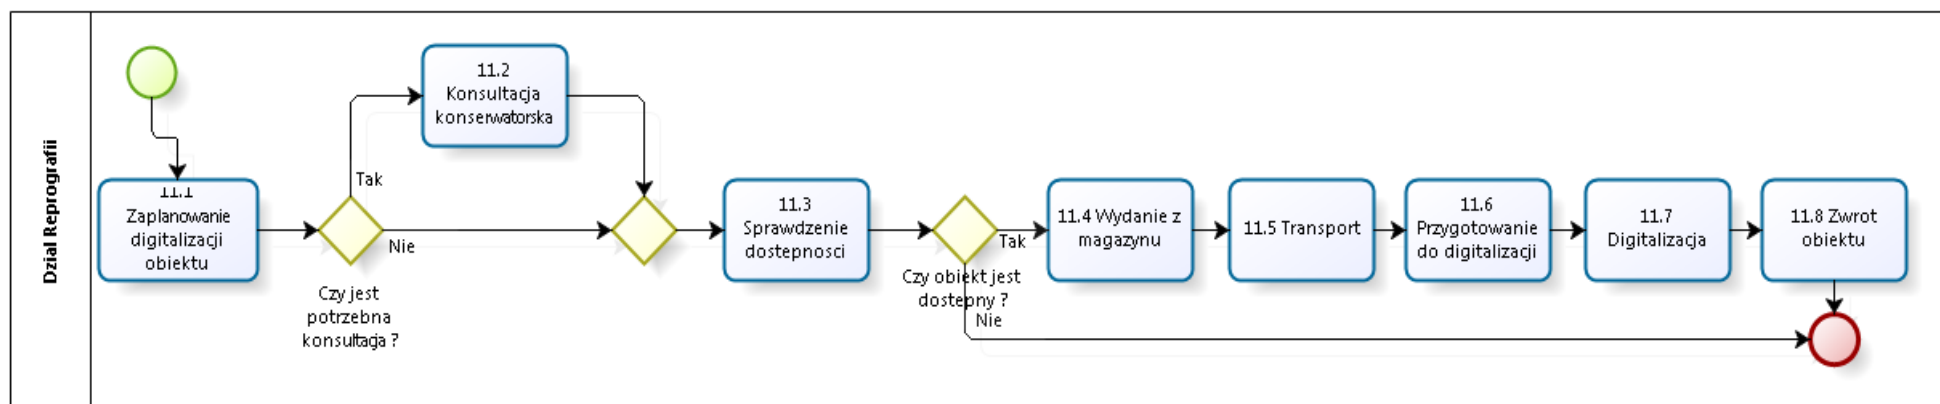 Dzial Reprografii
11.1
Zaplanowanie
digitalizacji
obiektu
Czy jest
potrzebna
konsultacja ?
Tak
Nie
11.2
Konsultacja
konserwatorska
11.3
Sprawdzenie
dostepnosci
Czy obiekt jest
dostepny ?
Tak
Nie
11.4 Wydanie z
magazynu
11.5 Transport
11.6
Przygotowanie
do digitalizacji
11.7
Digitalizacja
11.8 Zwrot
obiektu